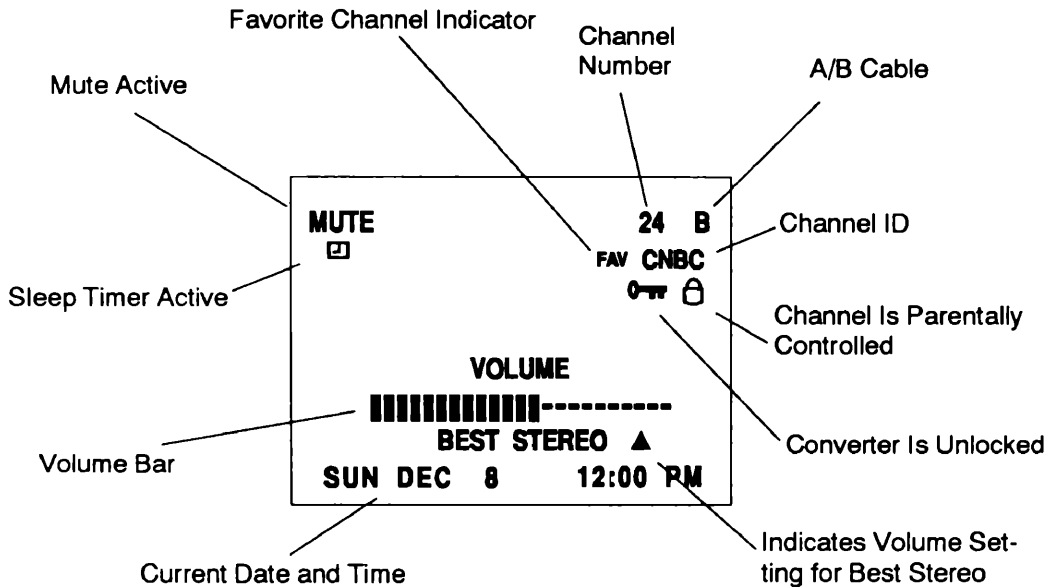 Favorite Channel Indicator
Channel
Number
A/B Cable
Mute Active
MUTE
24 B
Channel ID
FAV CNBC
Sleep Timer Active
Channel Is Parentally
Controlled
VOLUME
BEST STEREO ▲
Converter Is Unlocked
Volume Bar
SUN DEC 8 12:00 PM
Indicates Volume Set-
ting for Best Stereo
Current Date and Time